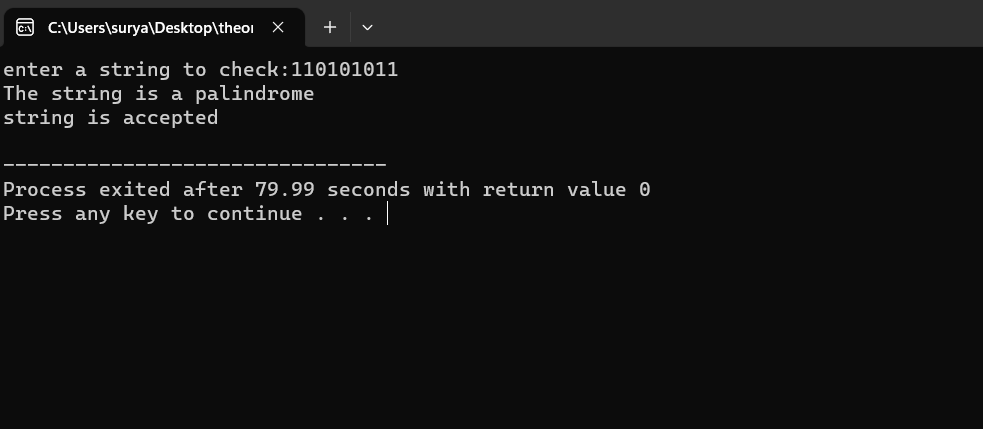 C:\Users\surya\Desktop\theor
enter a string to check:110101011
The string is a palindrome
string is accepted
--------------------------------
Process exited after 79.99 seconds with return value 0
Press any key to continue . . .